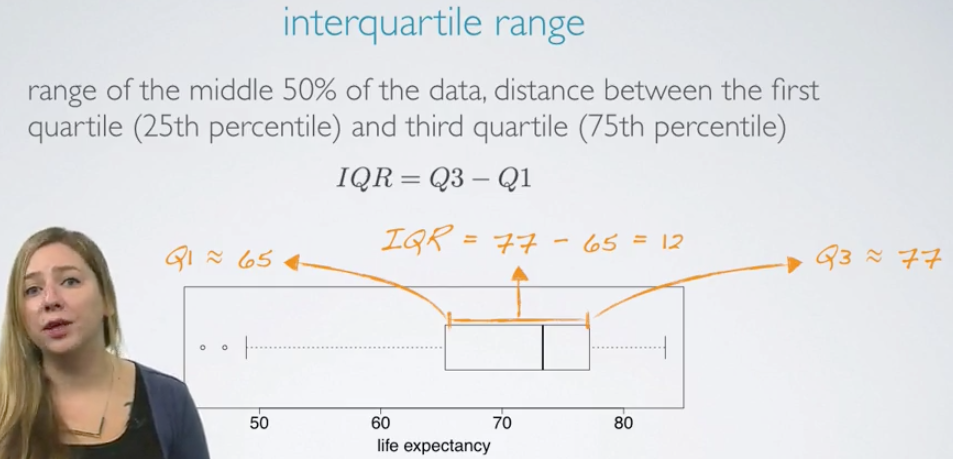 interquartile range
range of the middle 50% of the data, distance between the first
quartile (25th percentile) and third quartile (75th percentile)
IQR = Q3 − Q1
IQR = 77 - 65 = 12
Q1 ≈ 65
Q3 ≈ 77
50 60 70 80
life expectancy